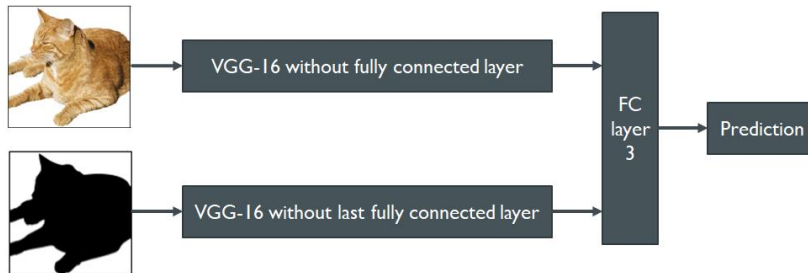 VGG-16 without fully connected layer
FC
layer
3
Prediction
VGG-16 without last fully connected layer